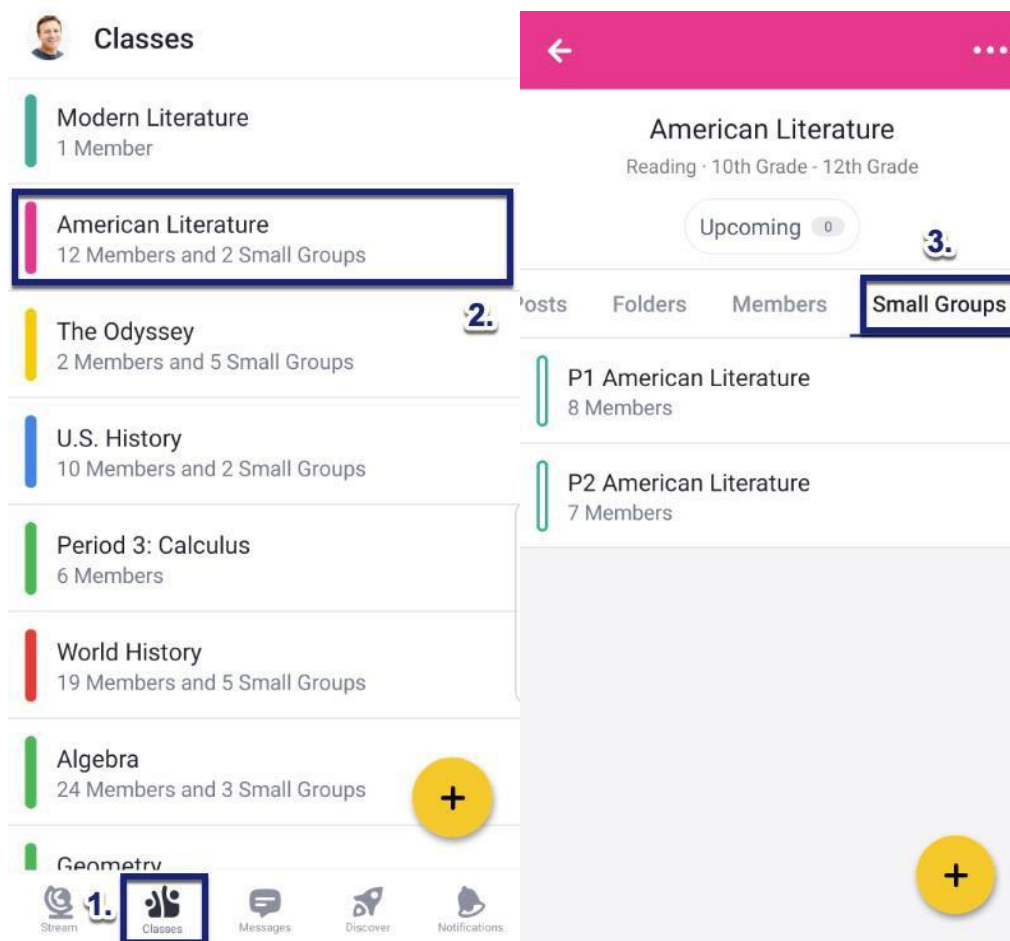 Classes
Modern Literature
1 Member
American Literature
12 Members and 2 Small Groups
2.
The Odyssey
2 Members and 5 Small Groups
U.S. History
10 Members and 2 Small Groups
Period 3: Calculus
6 Members
World History
19 Members and 5 Small Groups
Algebra
24 Members and 3 Small Groups
+
Geometry
1.
Stream Classes Messages Discover Notifications
American Literature
Reading · 10th Grade - 12th Grade
Upcoming 0
3.
Posts Folders Members Small Groups
P1 American Literature
8 Members
P2 American Literature
7 Members
+